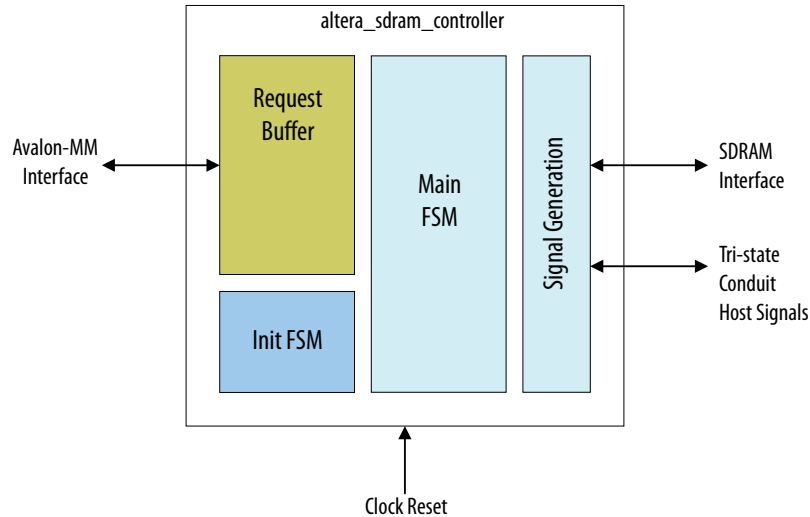 altera_sdram_controller
Request
Buffer
Avalon-MM
Interface
Init FSM
Main
FSM
Signal Generation
SDRAM
Interface
Tri-state
Conduit
Host Signals
Clock Reset